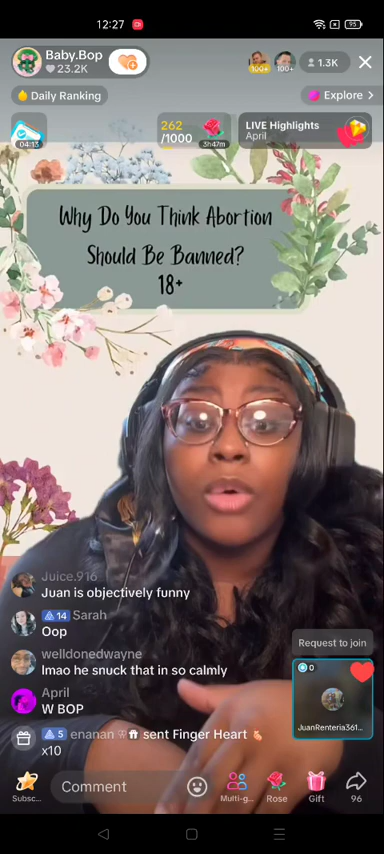 12:27
95
Baby.Bop
23.2K
100+
100+
1.3K
Daily Ranking
Explore >
04:13
262
/1000
3h47m
LIVE Highlights
April
Why Do You Think Abortion
Should Be Banned?
18+
Juice.916
Juan is objectively funny
14 Sarah
Oop
welldonedwayne
lmao he snuck that in so calmly
April
W BOP
5 enanan sent Finger Heart
x10
Request to join
0
JuanRenteria361...
Subsc...
Comment
Multi-g...
Rose
Gift
96